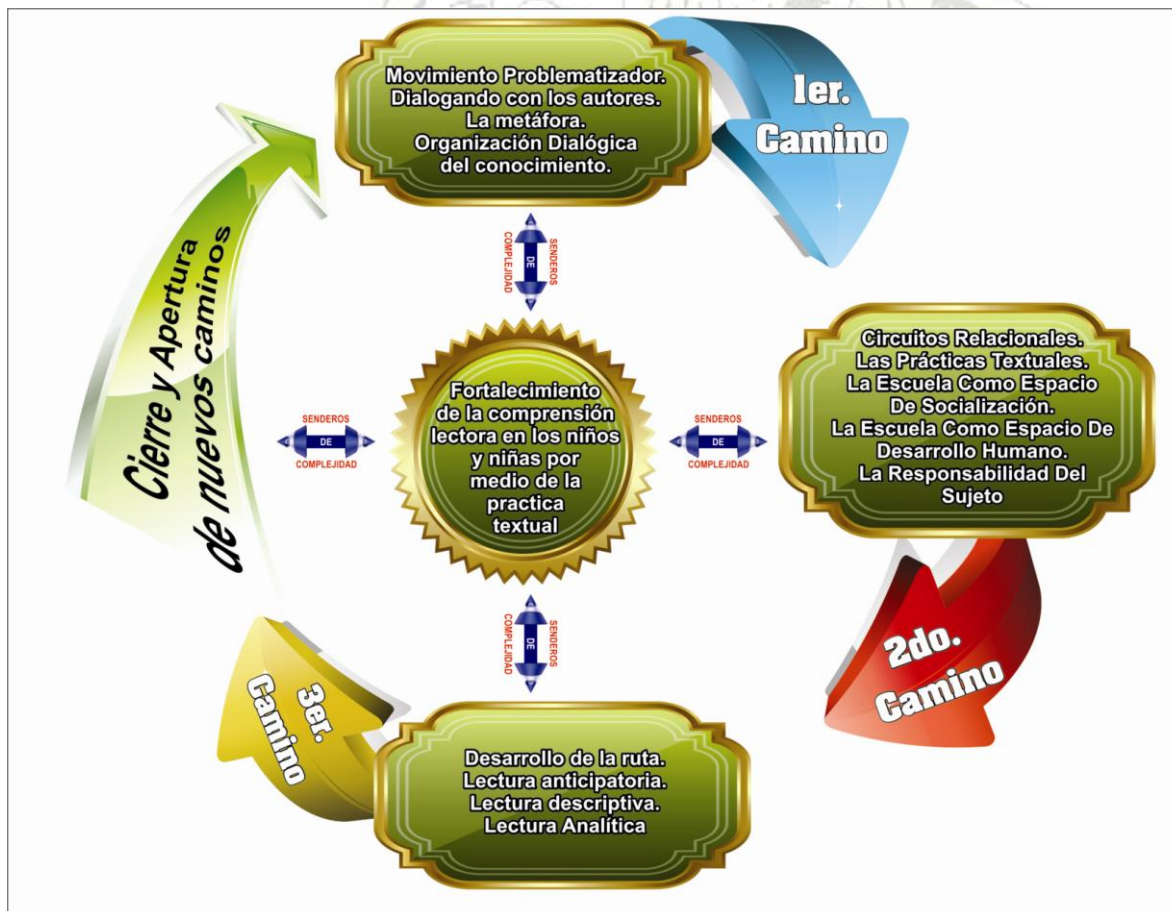 Movimiento Problematizador.
Dialogando con los autores.
La metáfora.
Organización Dialógica
del conocimiento.
1er.
Camino
Cierre y Apertura
de nuevos caminos
SENDEROS
DE
COMPLEJIDAD
Circuitos Relacionales.
Las Prácticas Textuales.
La Escuela Como Espacio
De Socialización.
La Escuela Como Espacio De
Desarrollo Humano.
La Responsabilidad Del
Sujeto
Fortalecimiento
de la comprensión
lectora en los niños
y niñas por
medio de la
practica
textual
SENDEROS
DE
COMPLEJIDAD
SENDEROS
DE
COMPLEJIDAD
2do.
Camino
SENDEROS
DE
COMPLEJIDAD
3er.
Camino
Desarrollo de la ruta.
Lectura anticipatoria.
Lectura descriptiva.
Lectura Analítica